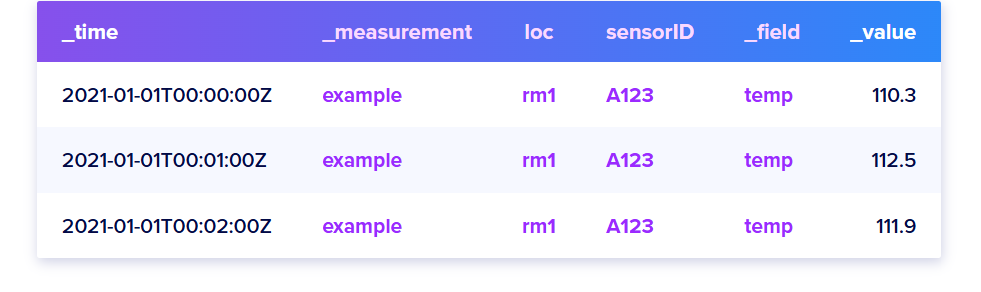 _time _measurement loc sensorID _field _value
2021-01-01T00:00:00Z example rm1 A123 temp 110.3
2021-01-01T00:01:00Z example rm1 A123 temp 112.5
2021-01-01T00:02:00Z example rm1 A123 temp 111.9